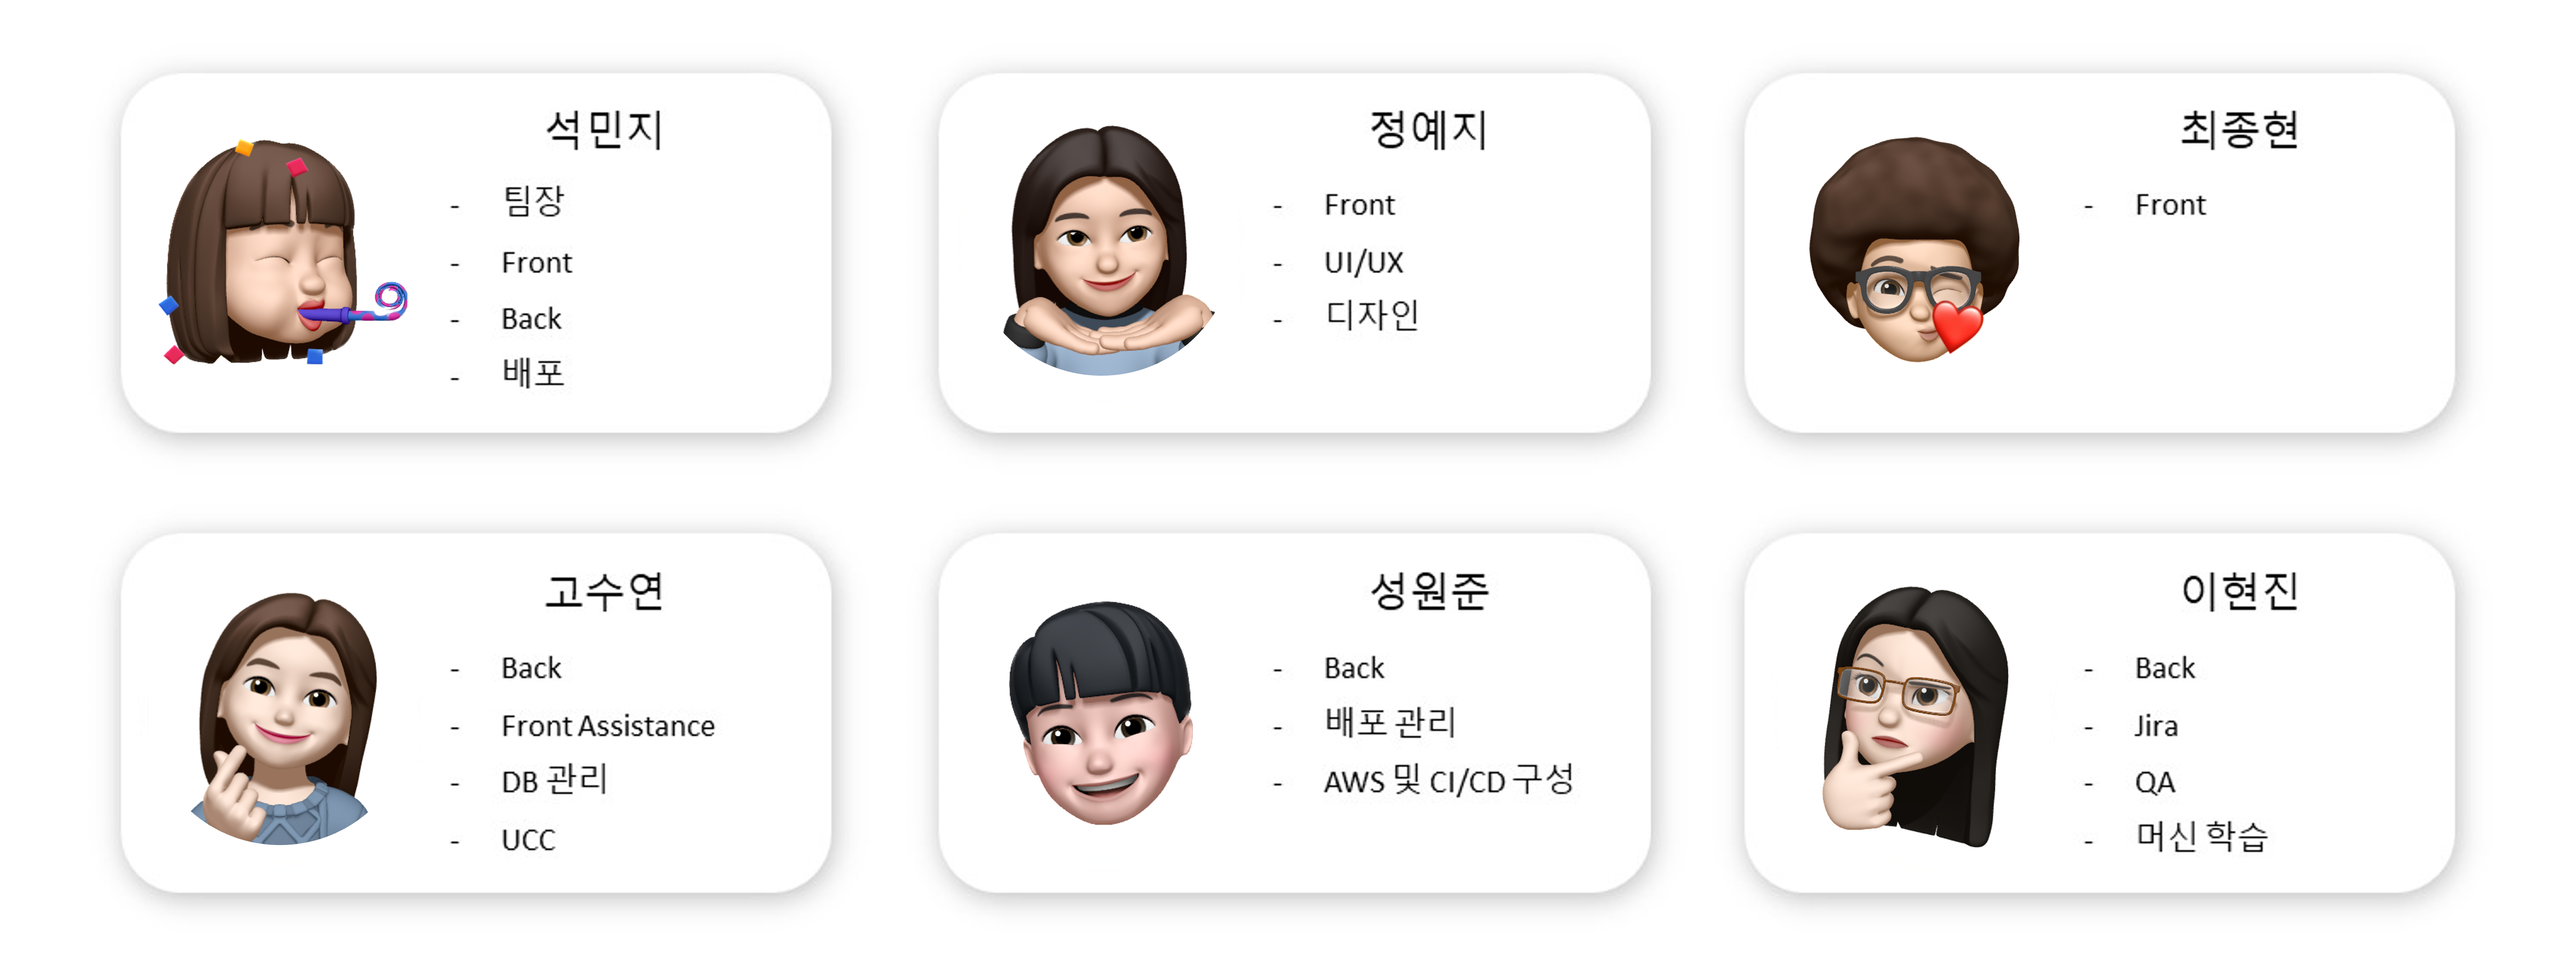 석민지
- 팀장
- Front
- Back
- 배포
정예지
- Front
- UI/UX
- 디자인
최종현
- Front
고수연
- Back
- Front Assistance
- DB 관리
- UCC
성원준
- Back
- 배포 관리
- AWS 및 CI/CD 구성
이현진
- Back
- Jira
- QA
- 머신 학습